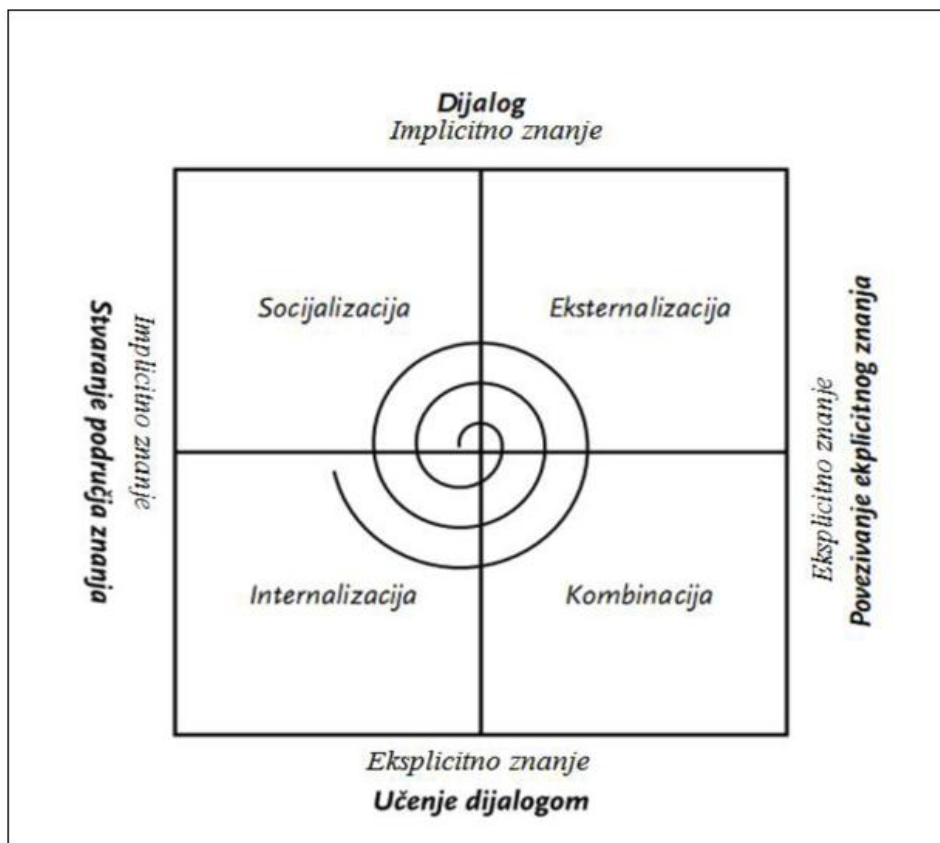 Dijalog
Implicitno znanje
Stvaranje područja znanja
Implicitno znanje
Socijalizacija
Eksternalizacija
Internalizacija
Kombinacija
Eksplicitno znanje
Povezivanje ekplicitnog znanja
Eksplicitno znanje
Učenje dijalogom